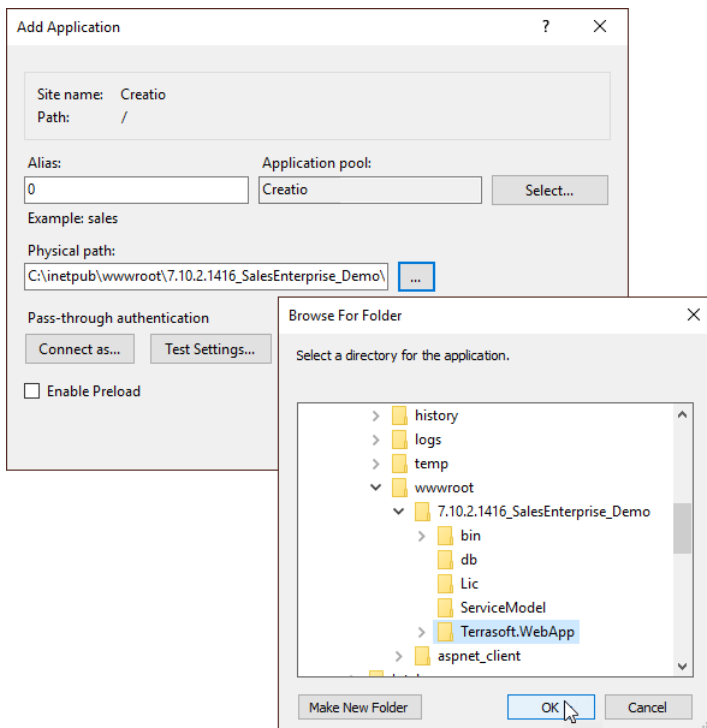 Add Application
?
Site name: Creatio
Path: /
Alias:
Application pool:
0
Creatio
Select...
Example: sales
Physical path:
C:\inetpub\wwwroot\7.10.2.1416_SalesEnterprise_Demo\
...
Pass-through authentication
Connect as...
Test Settings...
Enable Preload
Browse For Folder
Select a directory for the application.
history
logs
temp
wwwroot
7.10.2.1416_SalesEnterprise_Demo
bin
db
Lic
ServiceModel
Terrasoft.WebApp
aspnet_client
Make New Folder
OK
Cancel